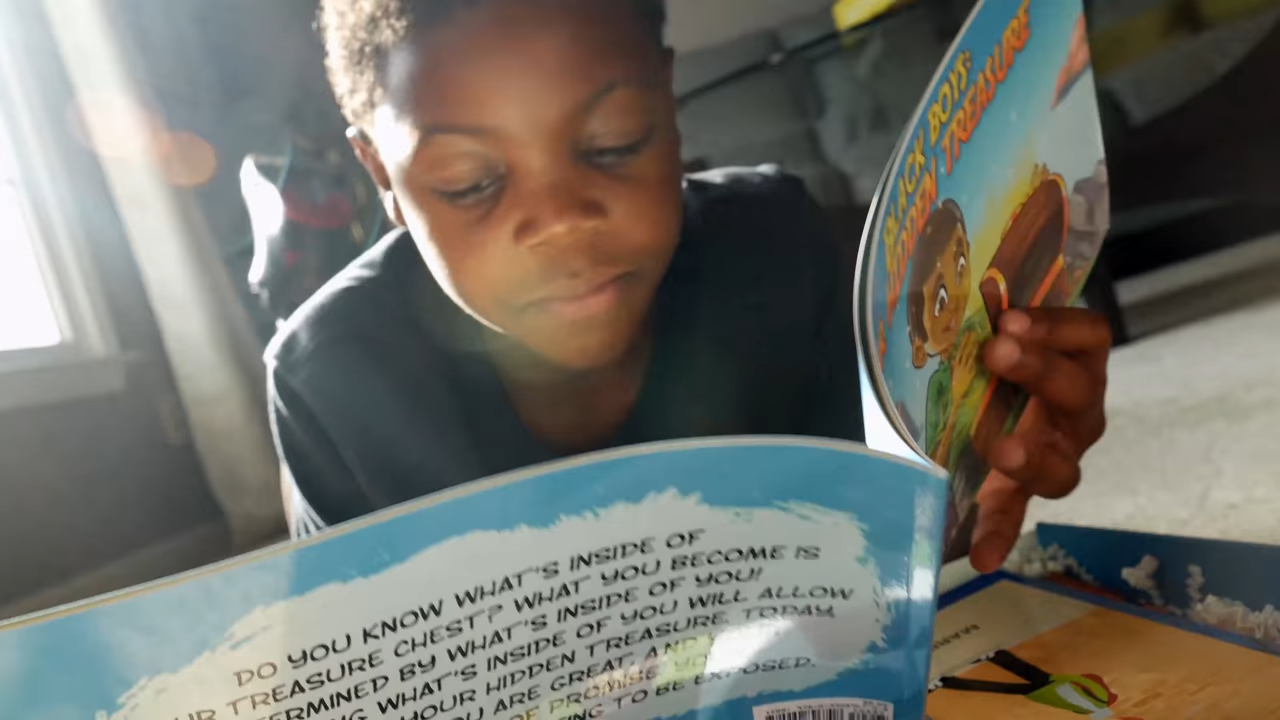 BLACK BOYS:
HIDDEN TREASURE
DO YOU KNOW WHAT'S INSIDE OF
TREASURE CHEST? WHAT YOU BECOME IS
TERMINED BY WHAT'S INSIDE OF YOU!
WHAT'S INSIDE OF YOU WILL ALLOW
HOUR HIDDEN TREASURE. TODAY,
YOU ARE GREAT, AND
OF PROMISE
TO BE EXPOSED.